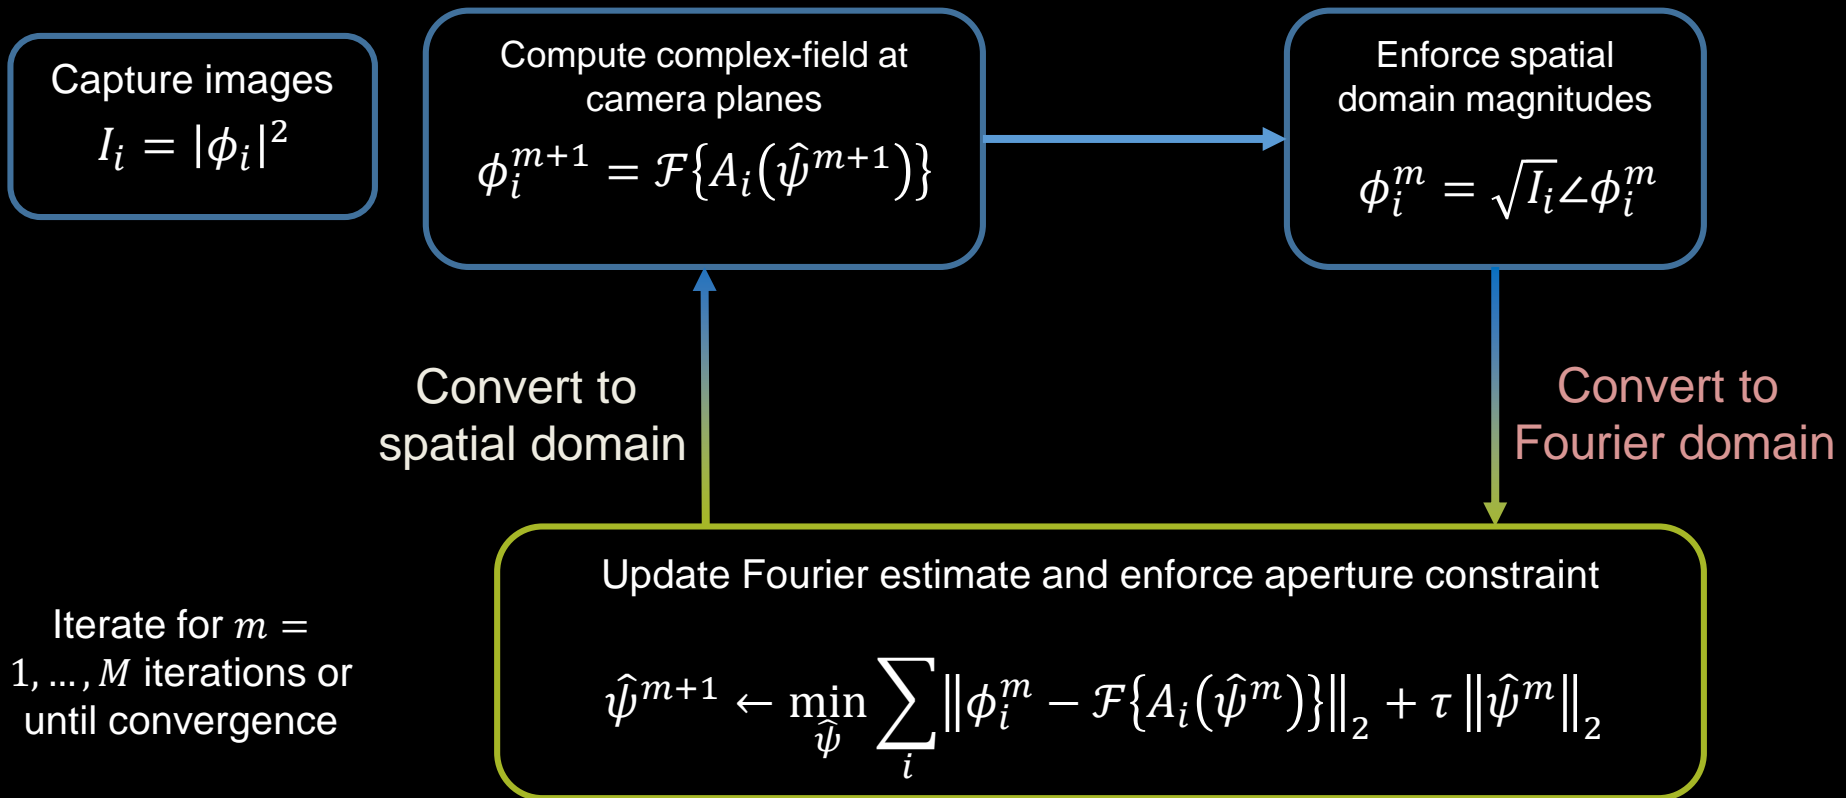 Capture images
I_i = |ϕ_i|^2
Compute complex-field at
camera planes
ϕ_i^{m+1} = ℱ{A_i(ψ̂^{m+1})}
Enforce spatial
domain magnitudes
ϕ_i^m = √I_i∠ϕ_i^m
Convert to
spatial domain
Convert to
Fourier domain
Iterate for m =
1, … , M iterations or
until convergence
Update Fourier estimate and enforce aperture constraint
ψ̂^{m+1} ← min_ψ̂ ∑_i ‖ϕ_i^m − ℱ{A_i(ψ̂^m)}‖_2 + τ ‖ψ̂^m‖_2